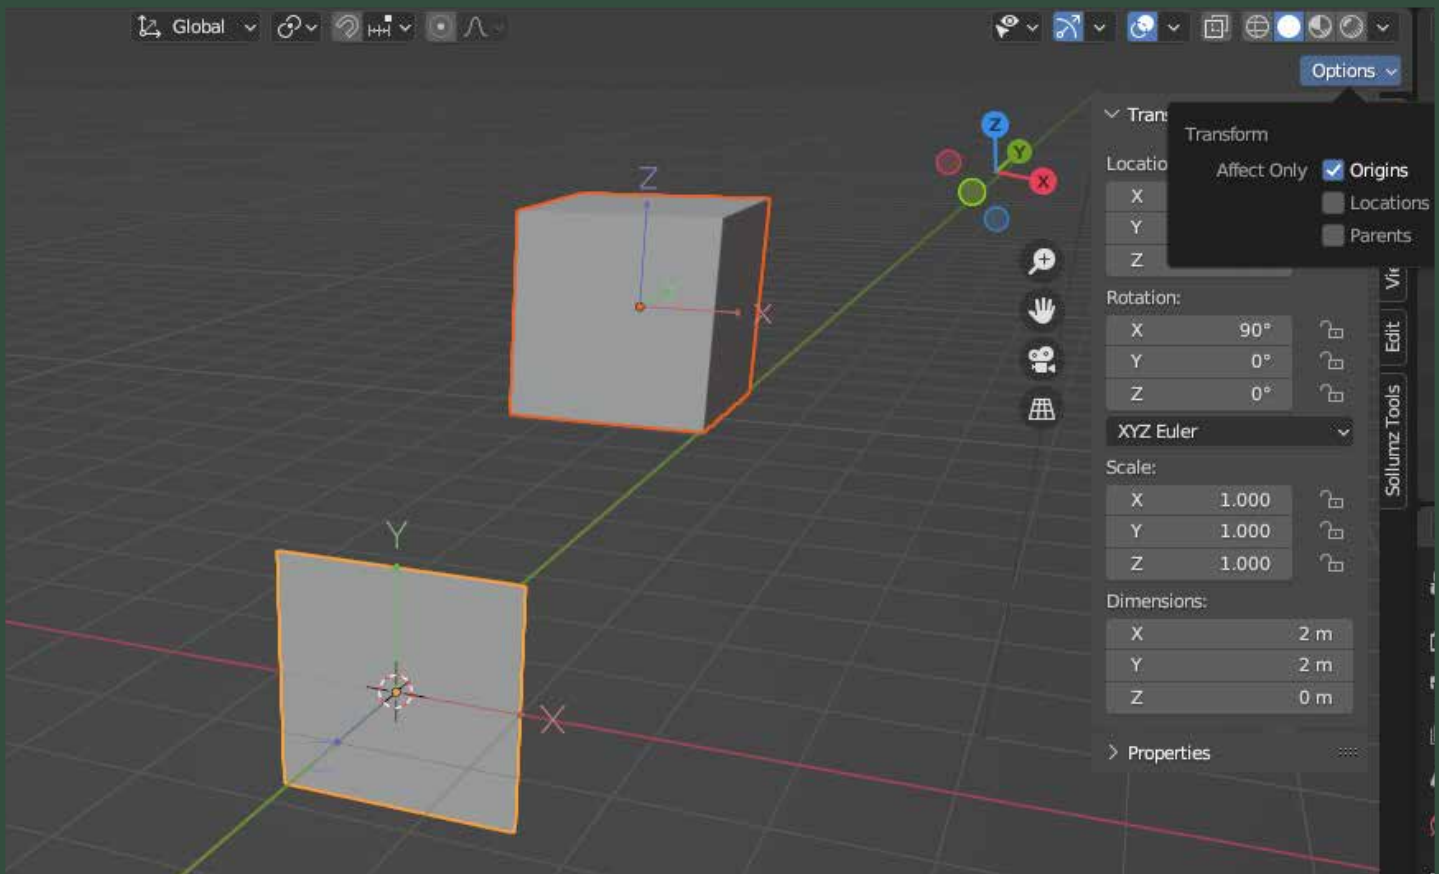 Global
Options
Trans
Transform
Affect Only Origins
Locations
Parents
Locatio
X
Y
Z
Z
Y
X
Z
X
Vie
Rotation:
X 90°
Y 0°
Z 0°
XYZ Euler
Edit
Scale:
X 1.000
Y 1.000
Z 1.000
Sollumz Tools
Dimensions:
X 2 m
Y 2 m
Z 0 m
Properties
Y
X